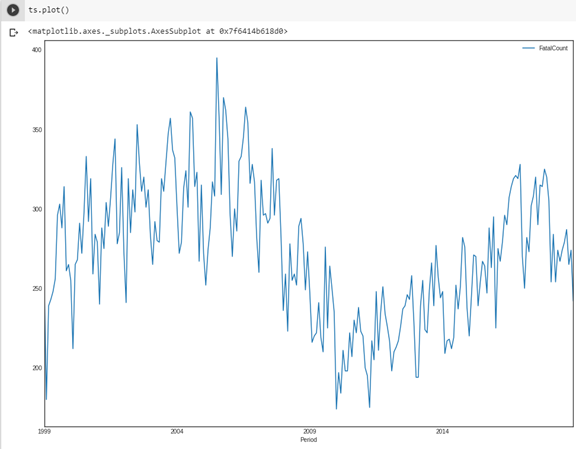 ts.plot()
<matplotlib.axes._subplots.AxesSubplot at 0x7f6414b618d0>
FatalCount
400
350
300
250
200
1999
2004
2009
2014
Period